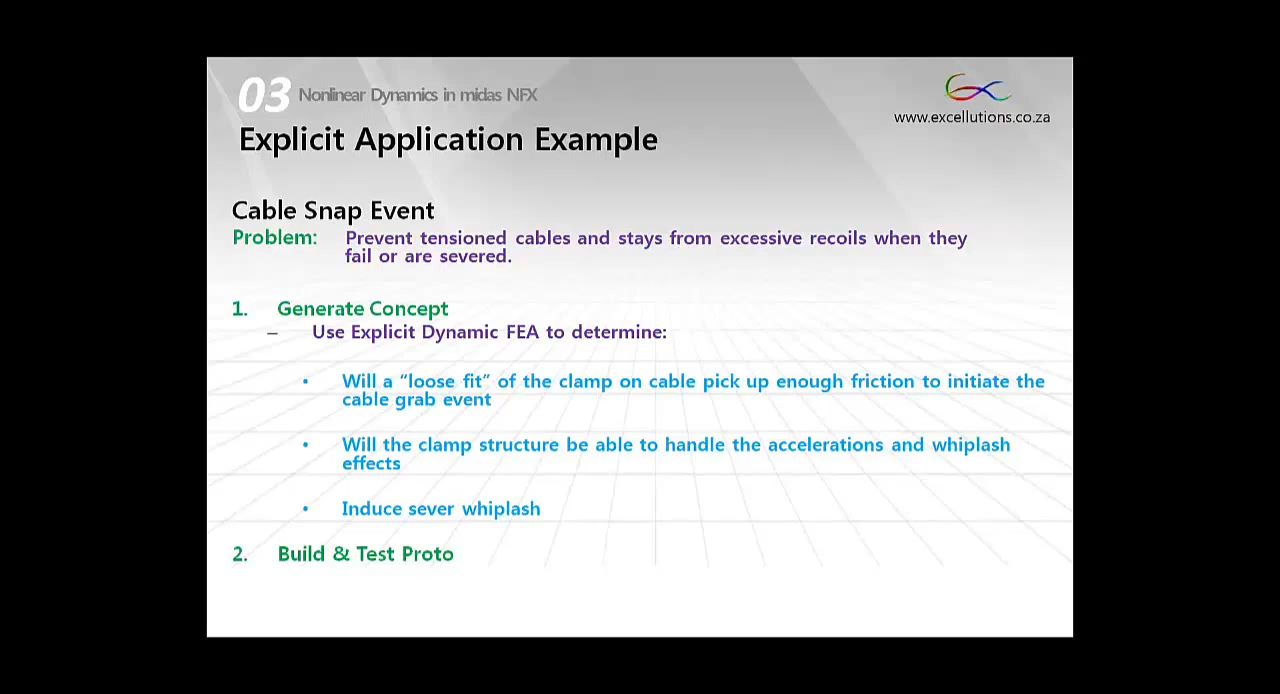 03 Nonlinear Dynamics in midas NFX
www.excellutions.co.za
Explicit Application Example
Cable Snap Event
Problem: Prevent tensioned cables and stays from excessive recoils when they
fail or are severed.
1. Generate Concept
– Use Explicit Dynamic FEA to determine:
• Will a “loose fit” of the clamp on cable pick up enough friction to initiate the
cable grab event
• Will the clamp structure be able to handle the accelerations and whiplash
effects
• Induce sever whiplash
2. Build & Test Proto